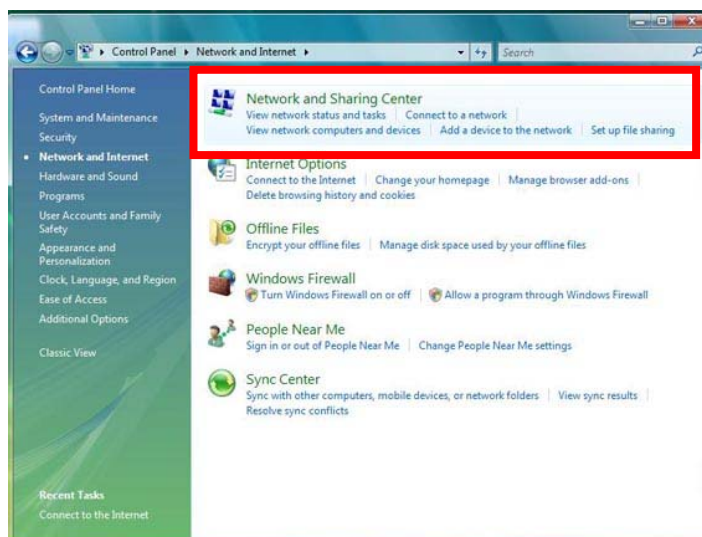 Control Panel Network and Internet Search
Control Panel Home
System and Maintenance
Security
Network and Internet
Hardware and Sound
Programs
User Accounts and Family
Safety
Appearance and
Personalization
Clock, Language, and Region
Ease of Access
Additional Options
Classic View
Recent Tasks
Connect to the Internet
Network and Sharing Center
View network status and tasks Connect to a network
View network computers and devices Add a device to the network Set up file sharing
Internet Options
Connect to the Internet Change your homepage Manage browser add-ons
Delete browsing history and cookies
Offline Files
Encrypt your offline files Manage disk space used by your offline files
Windows Firewall
Turn Windows Firewall on or off Allow a program through Windows Firewall
People Near Me
Sign in or out of People Near Me Change People Near Me settings
Sync Center
Sync with other computers, mobile devices, or network folders View sync results
Resolve sync conflicts